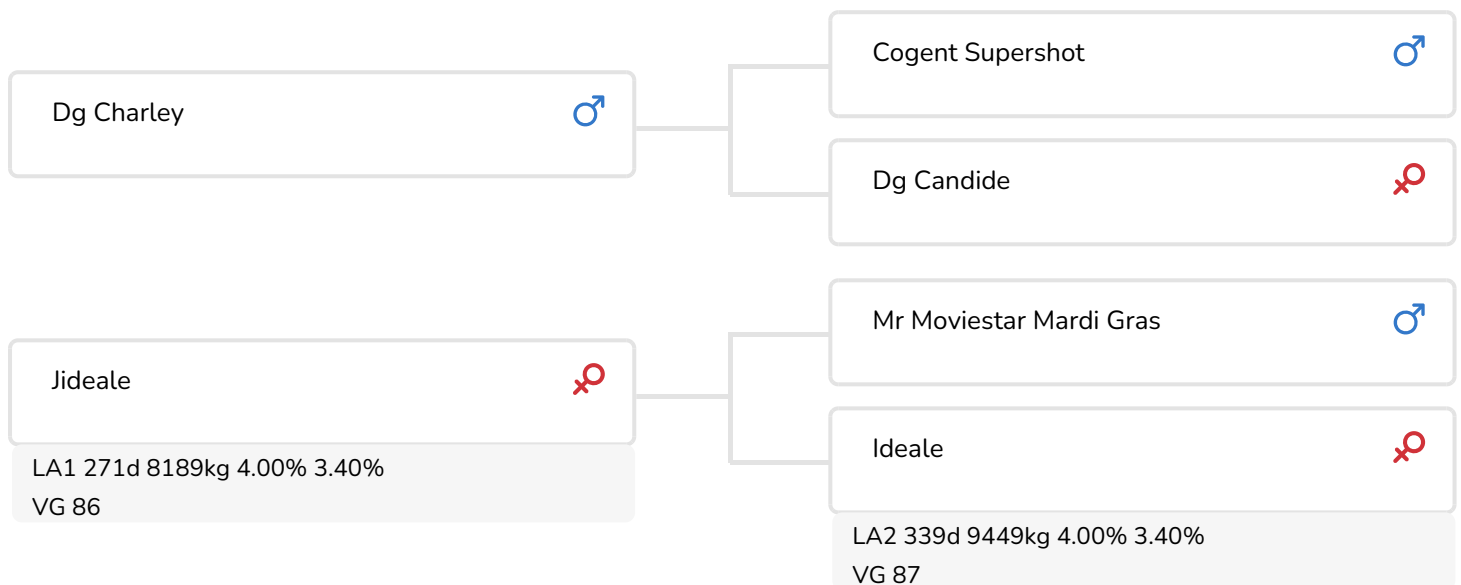 Cogent Supershot
Dg Charley
Dg Candide
Mr Moviestar Mardi Gras
Jideale
LA1 271d 8189kg 4.00% 3.40%
VG 86
Ideale
LA2 339d 9449kg 4.00% 3.40%
VG 87